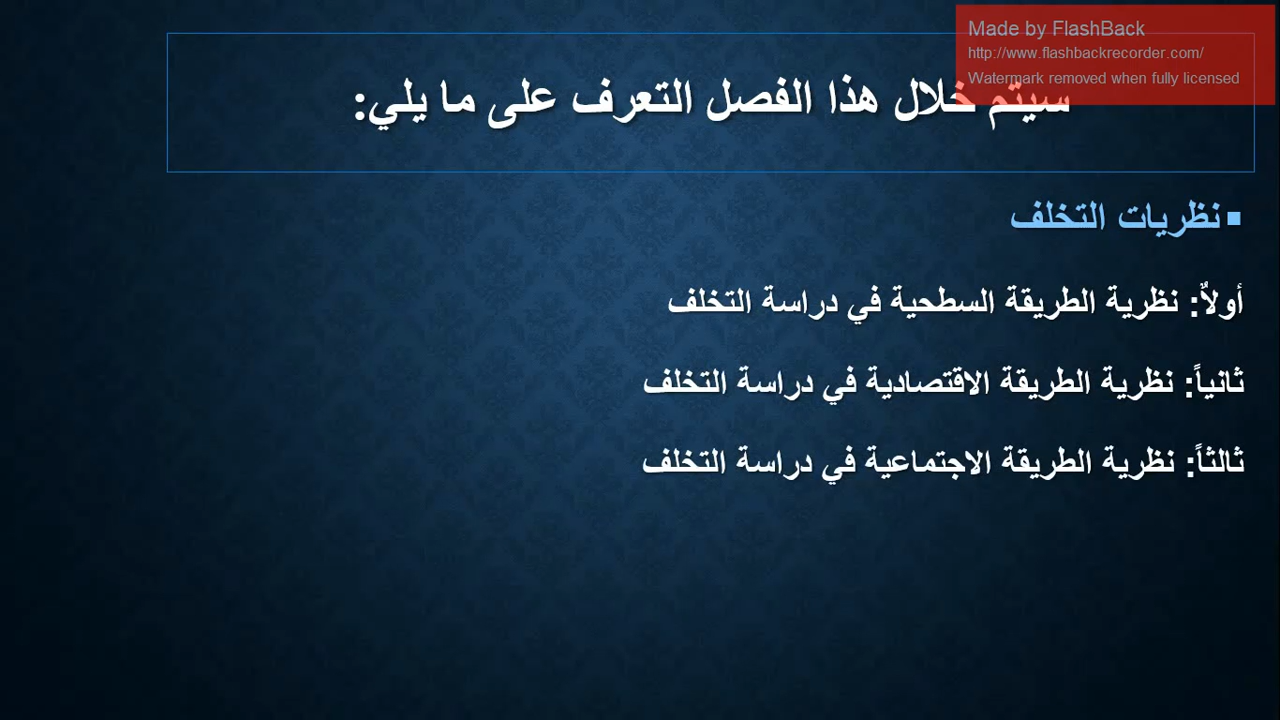 Made by FlashBack
http://www.flashbackrecorder.com/
Watermark removed when fully licensed
سيتم خلال هذا الفصل التعرف على ما يلي:
▪ نظريات التخلف
أولاٌ: نظرية الطريقة السطحية في دراسة التخلف
ثانياً: نظرية الطريقة الاقتصادية في دراسة التخلف
ثالثاً: نظرية الطريقة الاجتماعية في دراسة التخلف